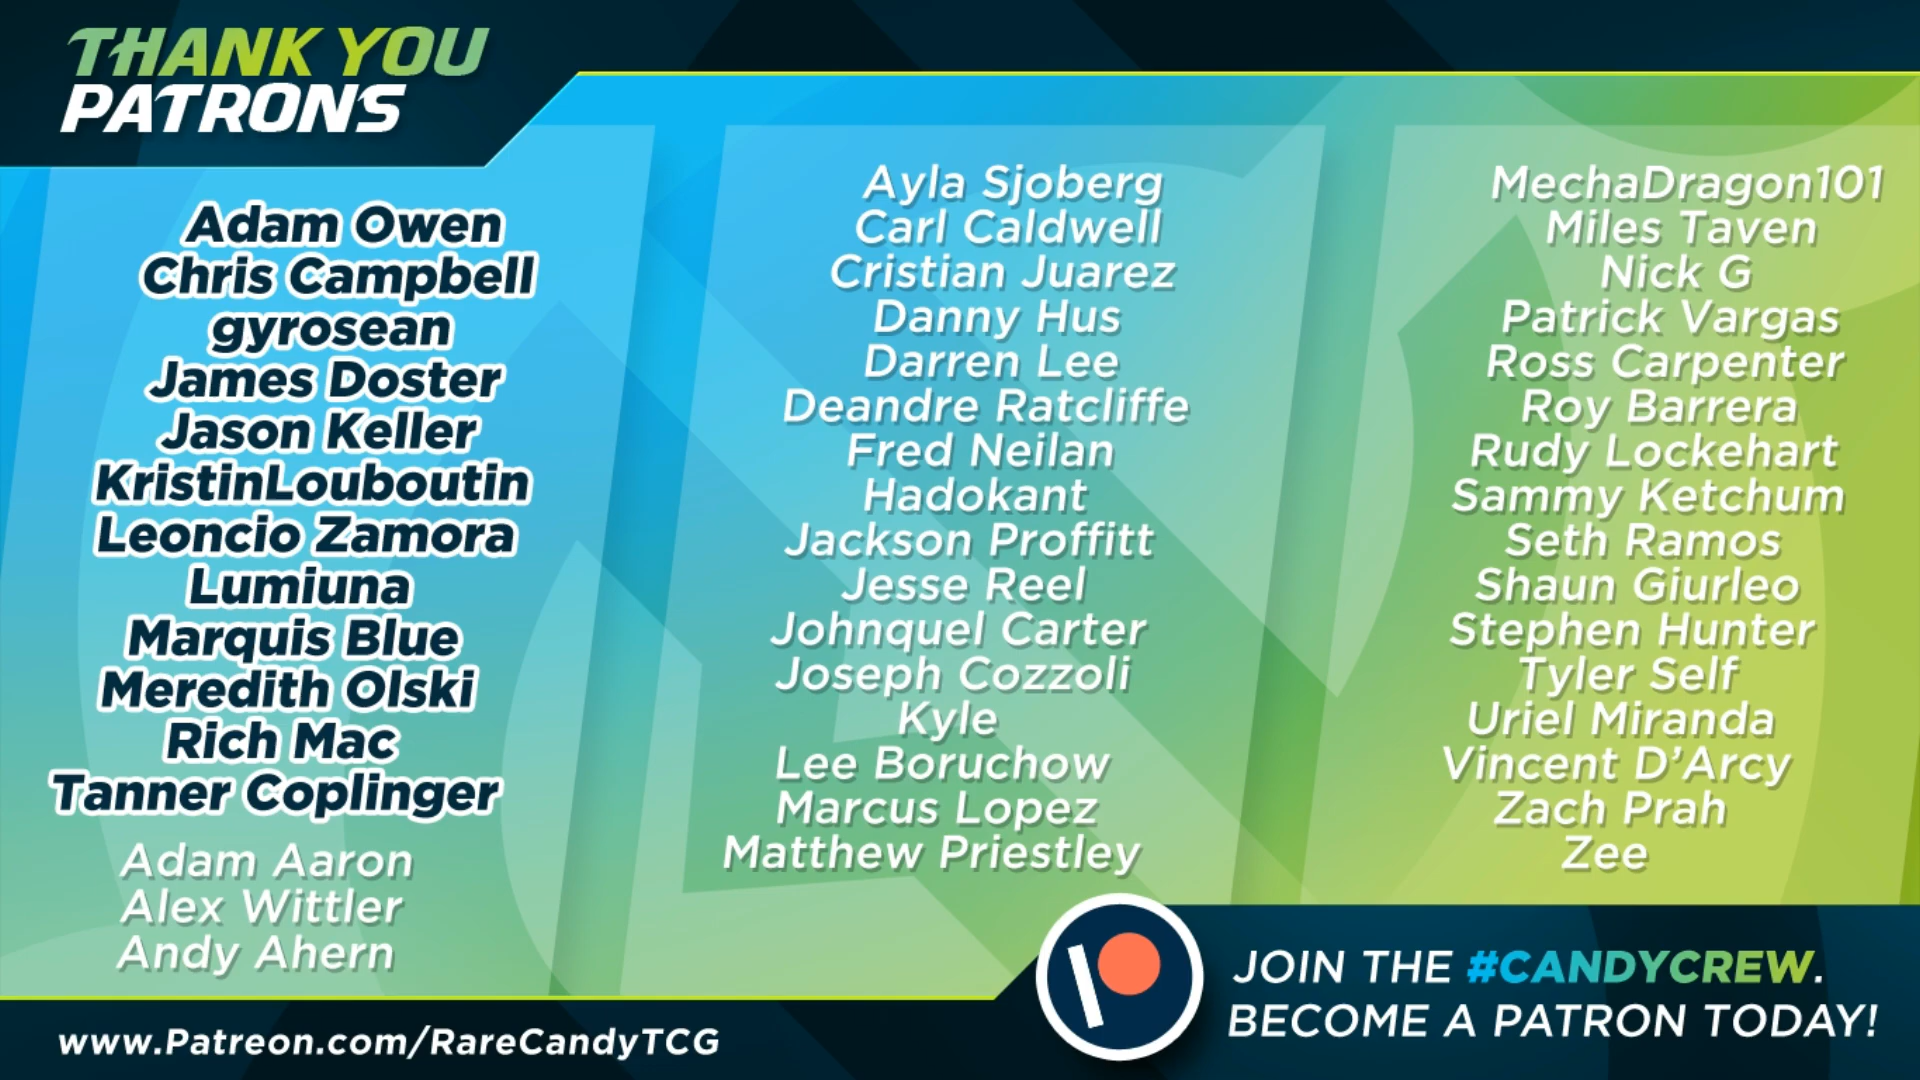 THANK YOU
PATRONS
Adam Owen
Chris Campbell
gyrosean
James Doster
Jason Keller
KristinLouboutin
Leoncio Zamora
Lumiuna
Marquis Blue
Meredith Olski
Rich Mac
Tanner Coplinger
Adam Aaron
Alex Wittler
Andy Ahern
Ayla Sjoberg
Carl Caldwell
Cristian Juarez
Danny Hus
Darren Lee
Deandre Ratcliffe
Fred Neilan
Hadokant
Jackson Proffitt
Jesse Reel
Johnquel Carter
Joseph Cozzoli
Kyle
Lee Boruchow
Marcus Lopez
Matthew Priestley
MechaDragon101
Miles Taven
Nick G
Patrick Vargas
Ross Carpenter
Roy Barrera
Rudy Lockehart
Sammy Ketchum
Seth Ramos
Shaun Giurleo
Stephen Hunter
Tyler Self
Uriel Miranda
Vincent D’Arcy
Zach Prah
Zee
www.Patreon.com/RareCandyTCG
JOIN THE #CANDYCREW.
BECOME A PATRON TODAY!